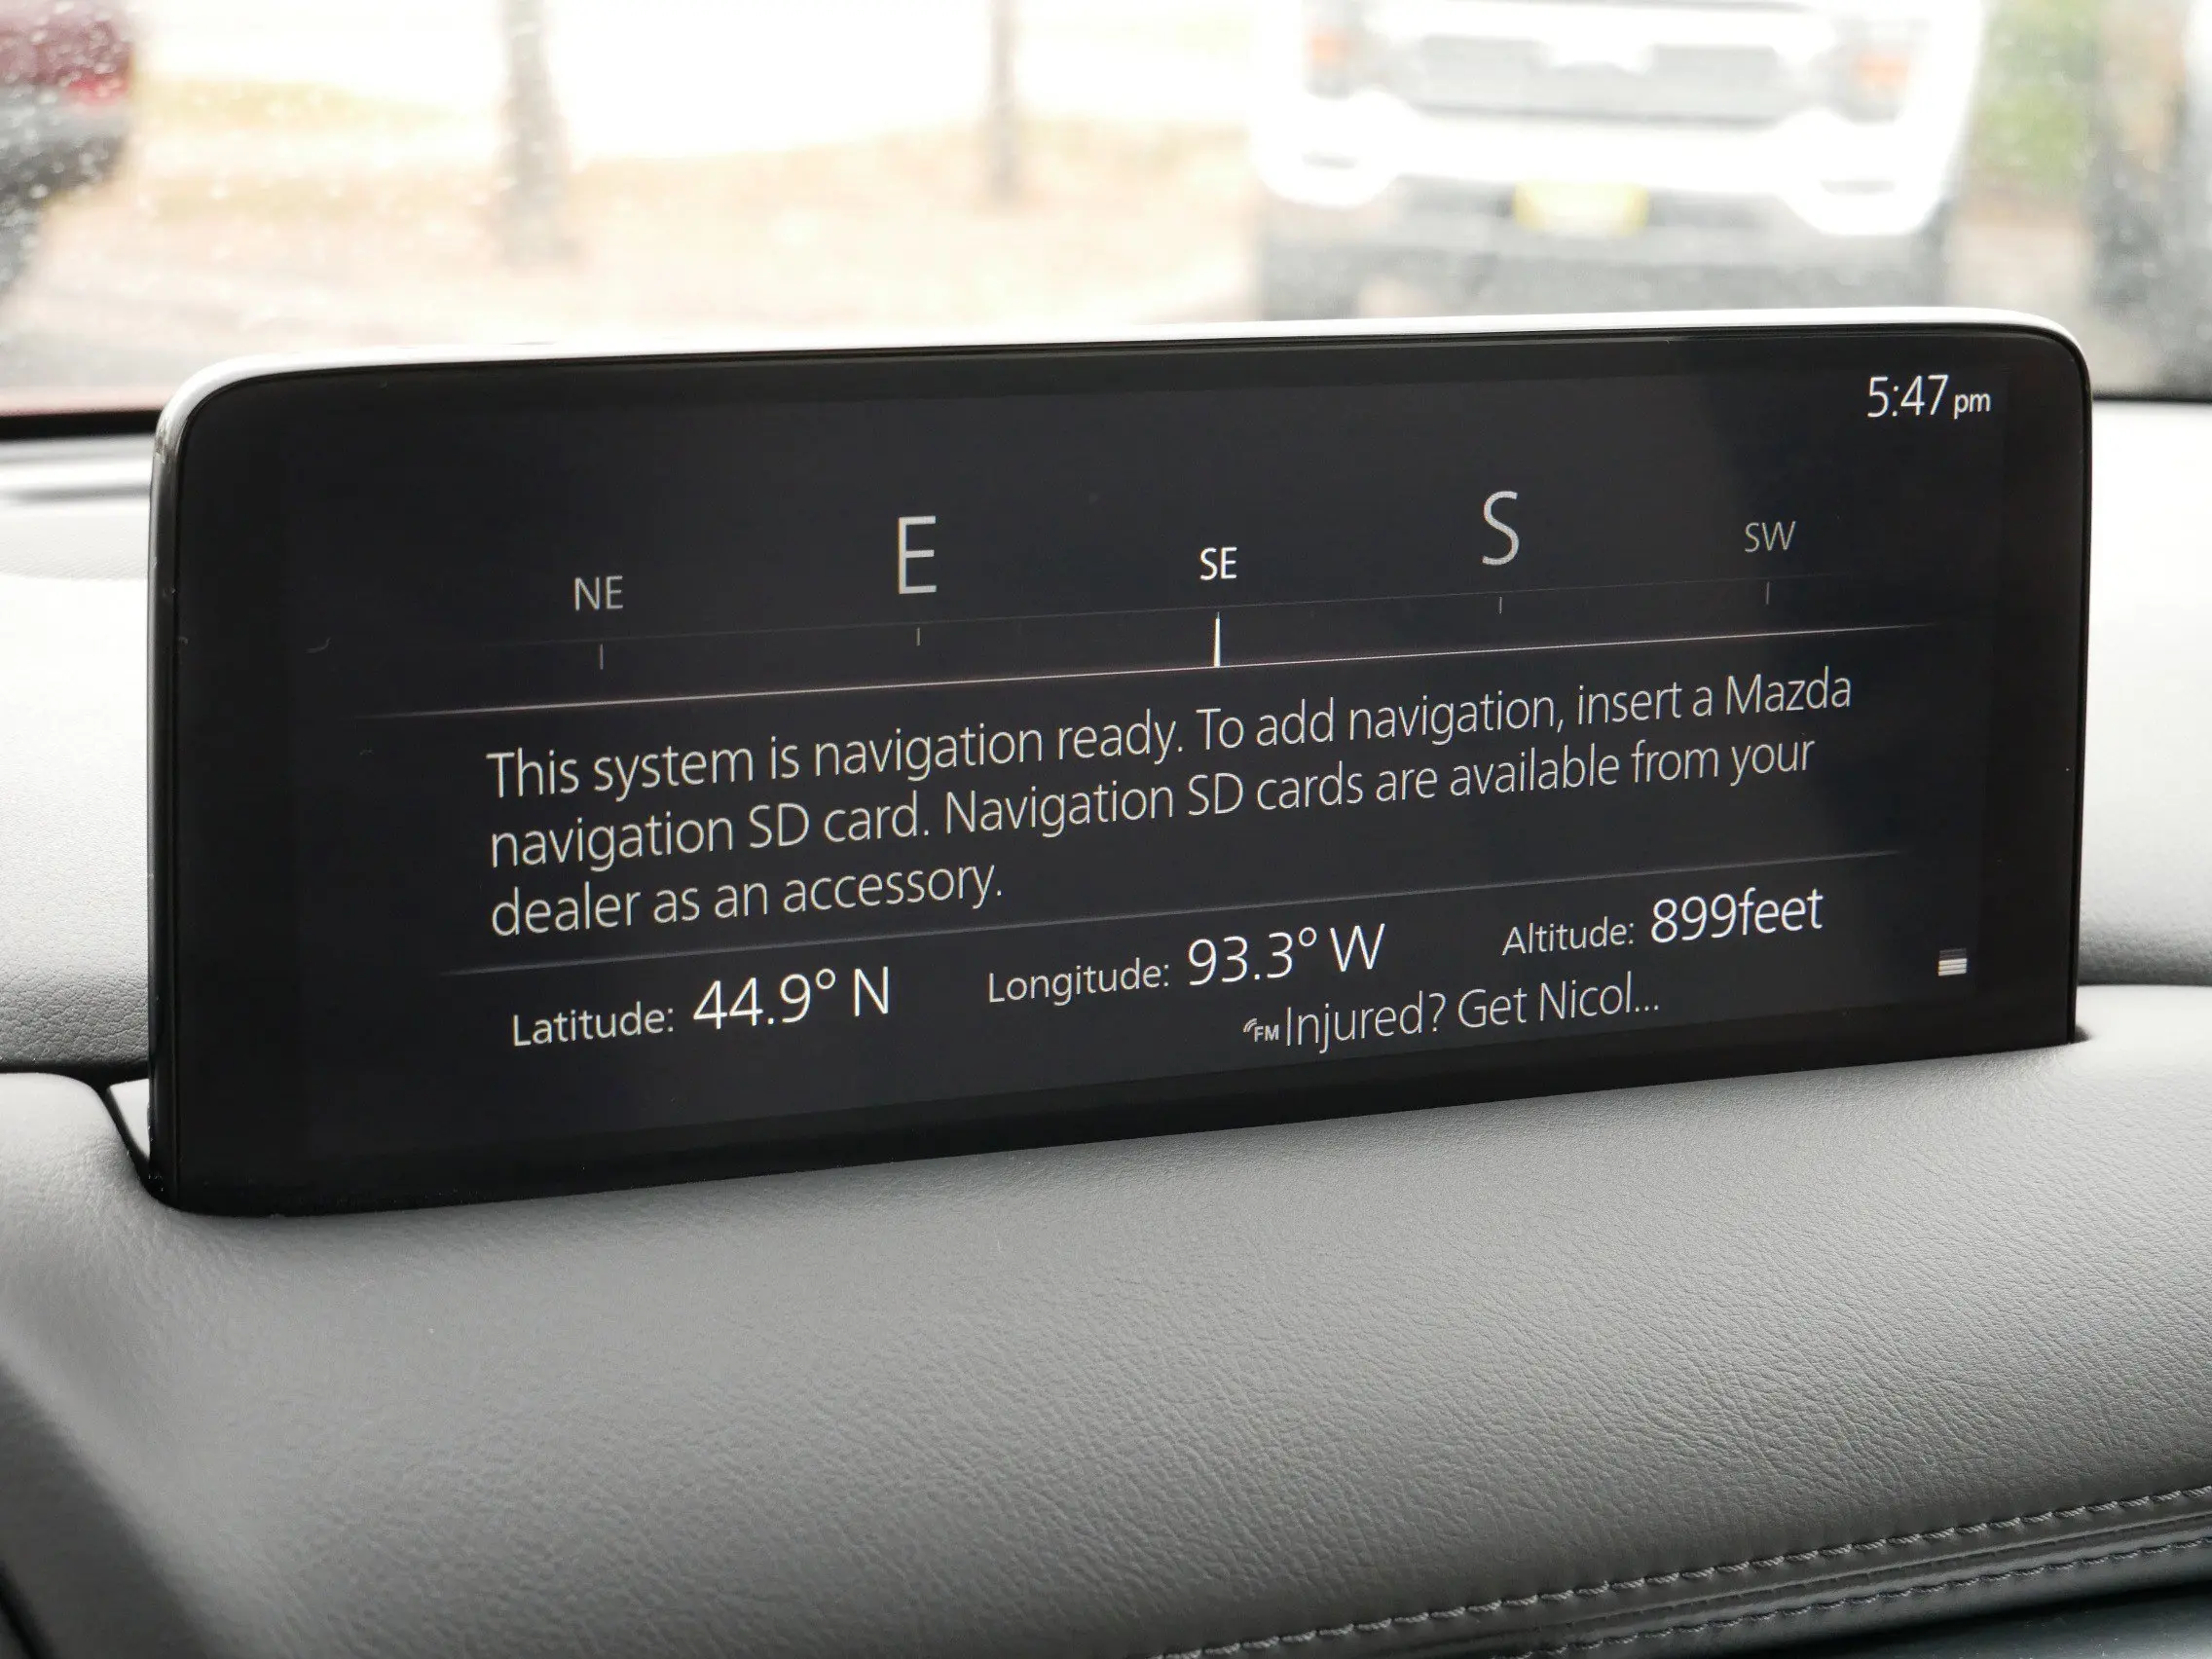 5:47 pm
NE E SE S SW
This system is navigation ready. To add navigation, insert a Mazda
navigation SD card. Navigation SD cards are available from your
dealer as an accessory.
Latitude: 44.9° N Longitude: 93.3° W Altitude: 899feet
FM Injured? Get Nicol...